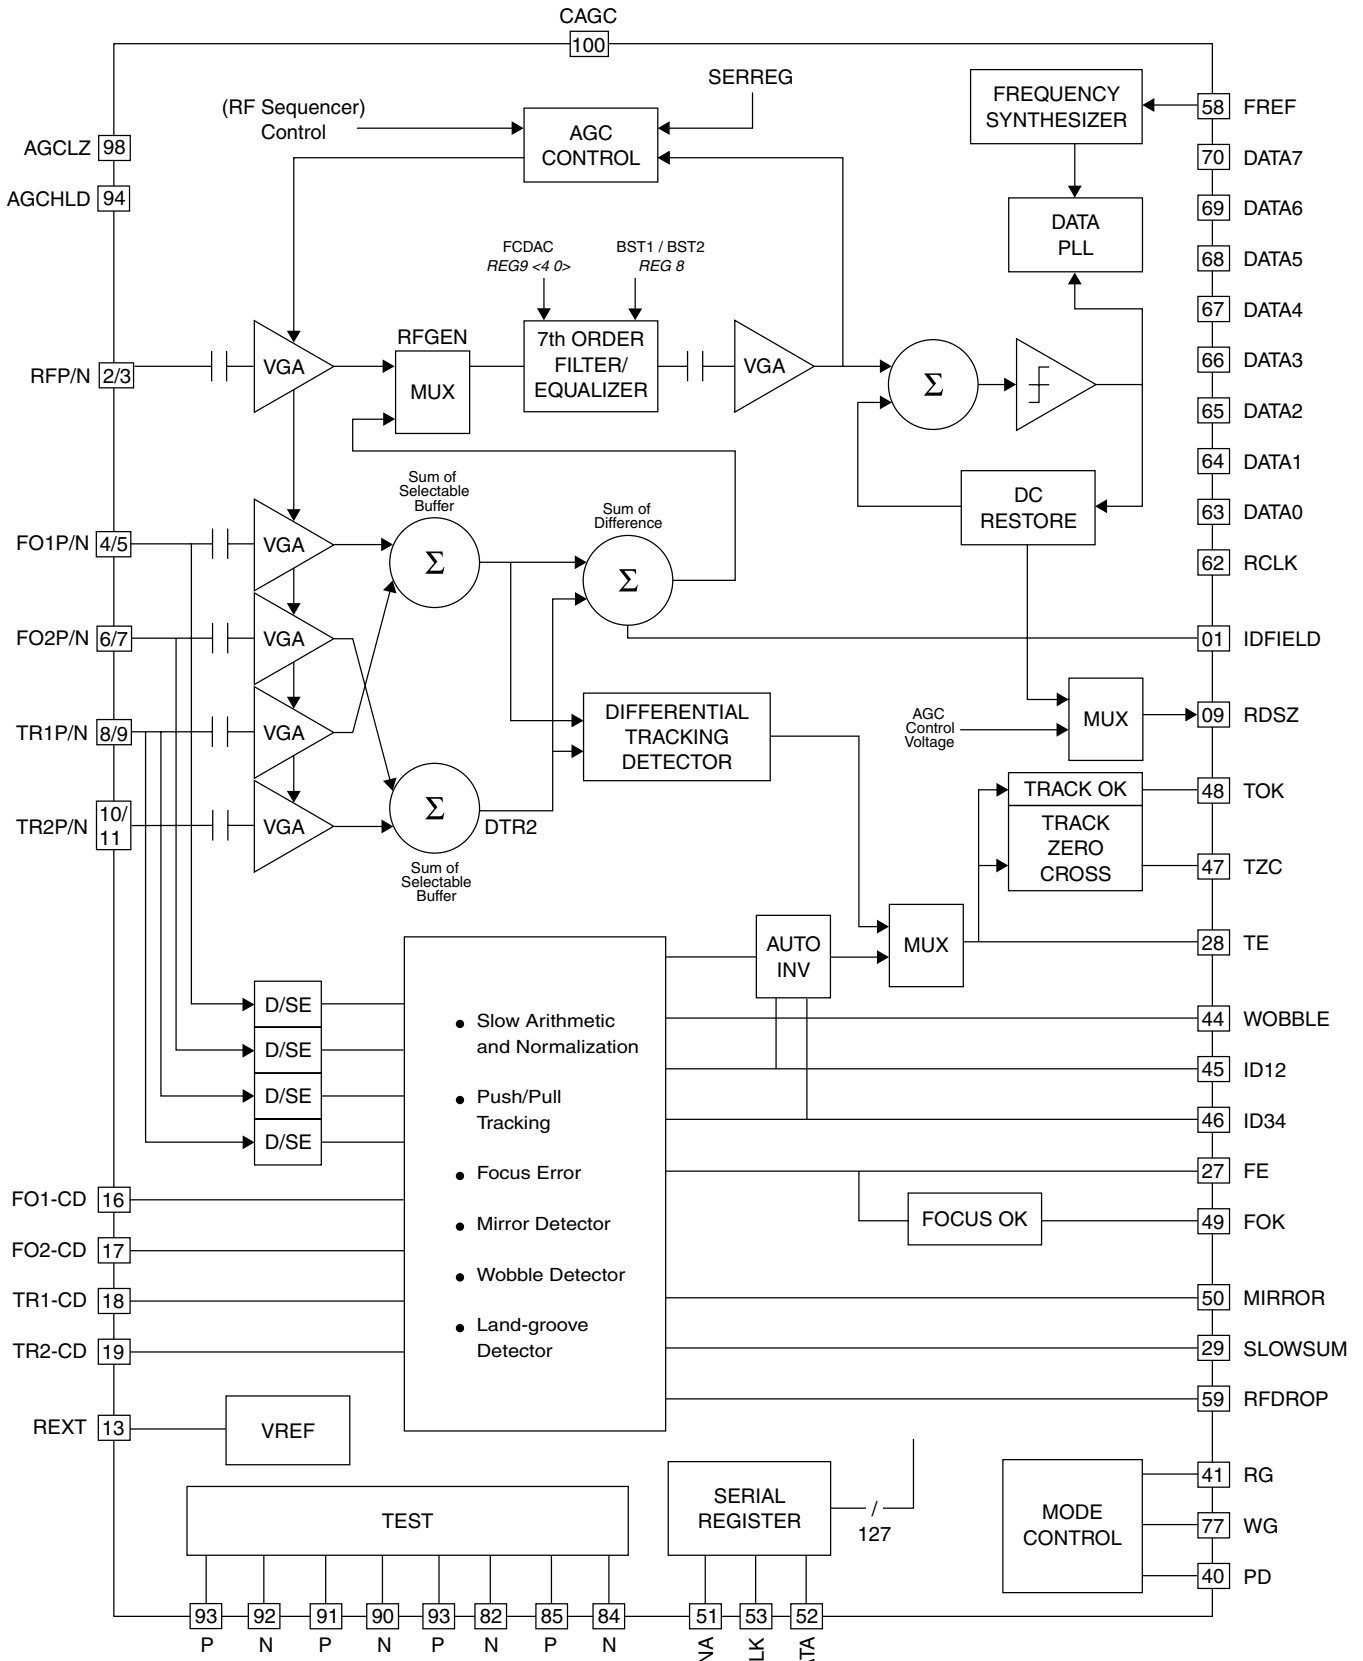 CAGC
100
SERREG
(RF Sequencer)
Control
AGC
CONTROL
FREQUENCY
SYNTHESIZER
58 FREF
AGCLZ 98
AGCHLD 94
70 DATA7
69 DATA6
DATA
PLL
68 DATA5
67 DATA4
66 DATA3
65 DATA2
64 DATA1
63 DATA0
62 RCLK
FCDAC
REG9 <4 0>
BST1 / BST2
REG 8
RFP/N 2/3
VGA
RFGEN
MUX
7th ORDER
FILTER/
EQUALIZER
VGA
Σ
DC
RESTORE
Sum of
Selectable
Buffer
Sum of
Difference
FO1P/N 4/5
VGA
Σ
Σ
FO2P/N 6/7
VGA
01 IDFIELD
TR1P/N 8/9
VGA
DIFFERENTIAL
TRACKING
DETECTOR
AGC
Control
Voltage
MUX
09 RDSZ
TR2P/N 10/
11
VGA
Σ
DTR2
Sum of
Selectable
Buffer
TRACK OK
48 TOK
TRACK
ZERO
CROSS
47 TZC
AUTO
INV
MUX
28 TE
D/SE
D/SE
D/SE
D/SE
• Slow Arithmetic
and Normalization
• Push/Pull
Tracking
• Focus Error
• Mirror Detector
• Wobble Detector
• Land-groove
Detector
44 WOBBLE
45 ID12
46 ID34
27 FE
FOCUS OK
49 FOK
FO1-CD 16
FO2-CD 17
TR1-CD 18
TR2-CD 19
50 MIRROR
29 SLOWSUM
59 RFDROP
REXT 13
VREF
TEST
SERIAL
REGISTER
/
127
MODE
CONTROL
41 RG
77 WG
40 PD
93 92 91 90 93 82 85 84 51 53 52
P N P N P N P N NA LK TA